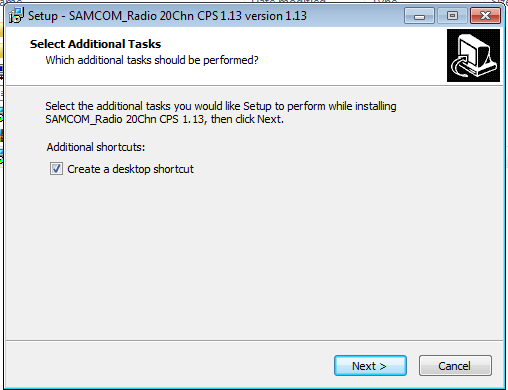 Setup - SAMCOM_Radio 20Chn CPS 1.13 version 1.13
Select Additional Tasks
Which additional tasks should be performed?
Select the additional tasks you would like Setup to perform while installing
SAMCOM_Radio 20Chn CPS 1.13, then click Next.
Additional shortcuts:
Create a desktop shortcut
Next >
Cancel